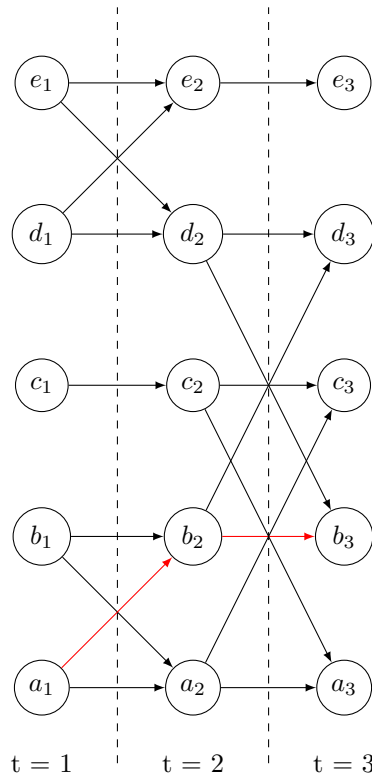 e₁ e₂ e₃
d₁ d₂ d₃
c₁ c₂ c₃
b₁ b₂ b₃
a₁ a₂ a₃
t = 1 t = 2 t = 3